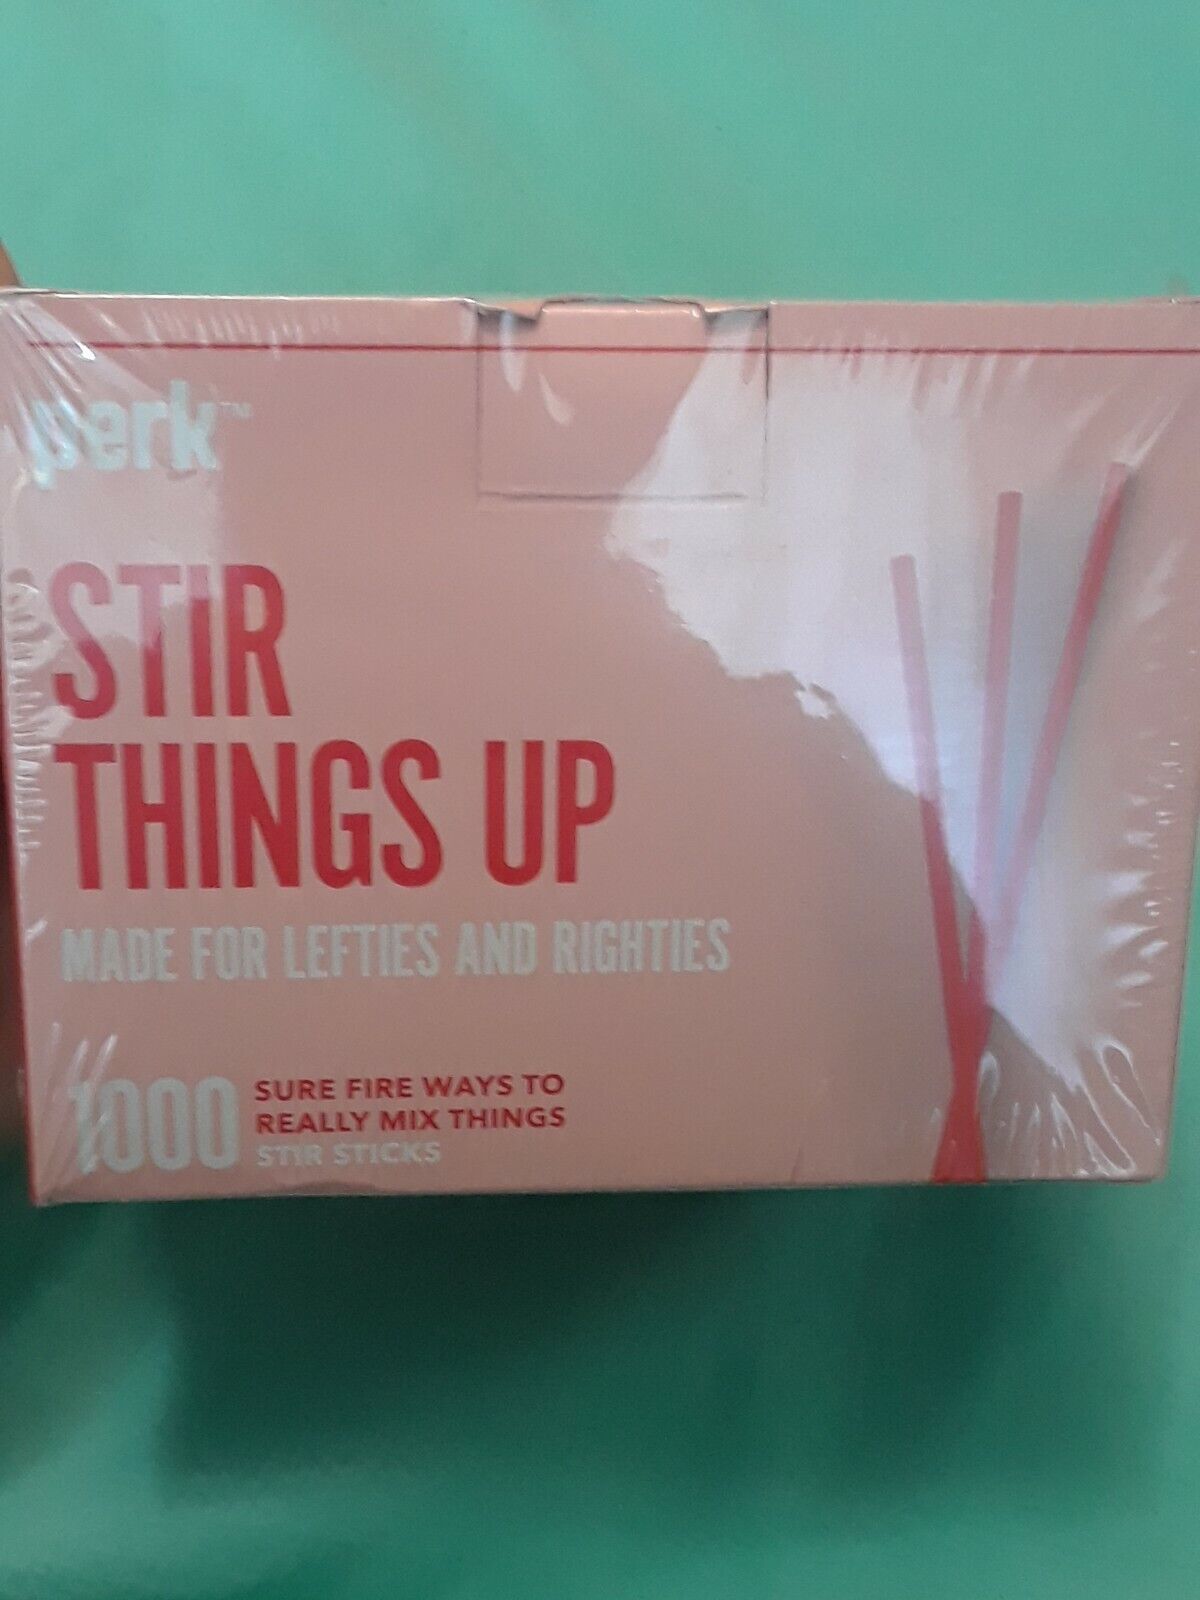 perk™
STIR
THINGS UP
MADE FOR LEFTIES AND RIGHTIES
1000
SURE FIRE WAYS TO
REALLY MIX THINGS
STIR STICKS